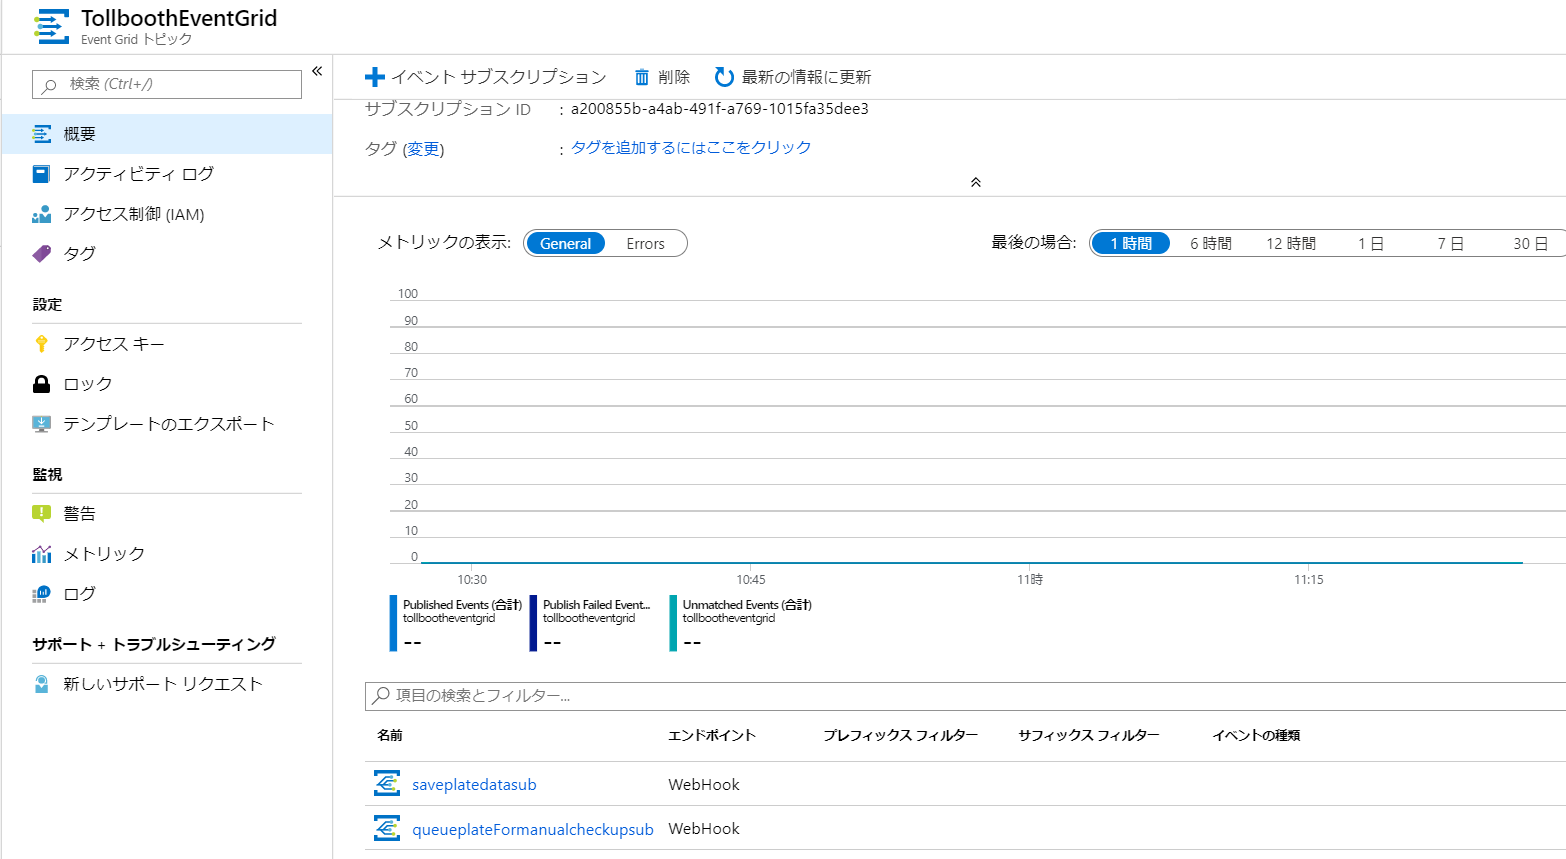 TollboothEventGrid
Event Grid トピック
検索 (Ctrl+/)
«
概要
アクティビティ ログ
アクセス制御 (IAM)
タグ
設定
アクセス キー
ロック
テンプレートのエクスポート
監視
警告
メトリック
ログ
サポート + トラブルシューティング
新しいサポート リクエスト
イベント サブスクリプション 削除 最新の情報に更新
サブスクリプション ID : a200855b-a4ab-491f-a769-1015fa35dee3
タグ (変更) : タグを追加するにはここをクリック
メトリックの表示: General Errors 最後の場合: 1 時間 6 時間 12 時間 1 日 7 日 30 日
100
90
80
70
60
50
40
30
20
10
0
10:30 10:45 11時 11:15
Published Events (合計) Publish Failed Event... Unmatched Events (合計)
tollbootheventgrid tollbootheventgrid tollbootheventgrid
-- -- --
項目の検索とフィルター...
名前 エンドポイント プレフィックス フィルター サフィックス フィルター イベントの種類
saveplatedatasub WebHook
queueplateFormanualcheckupsub WebHook